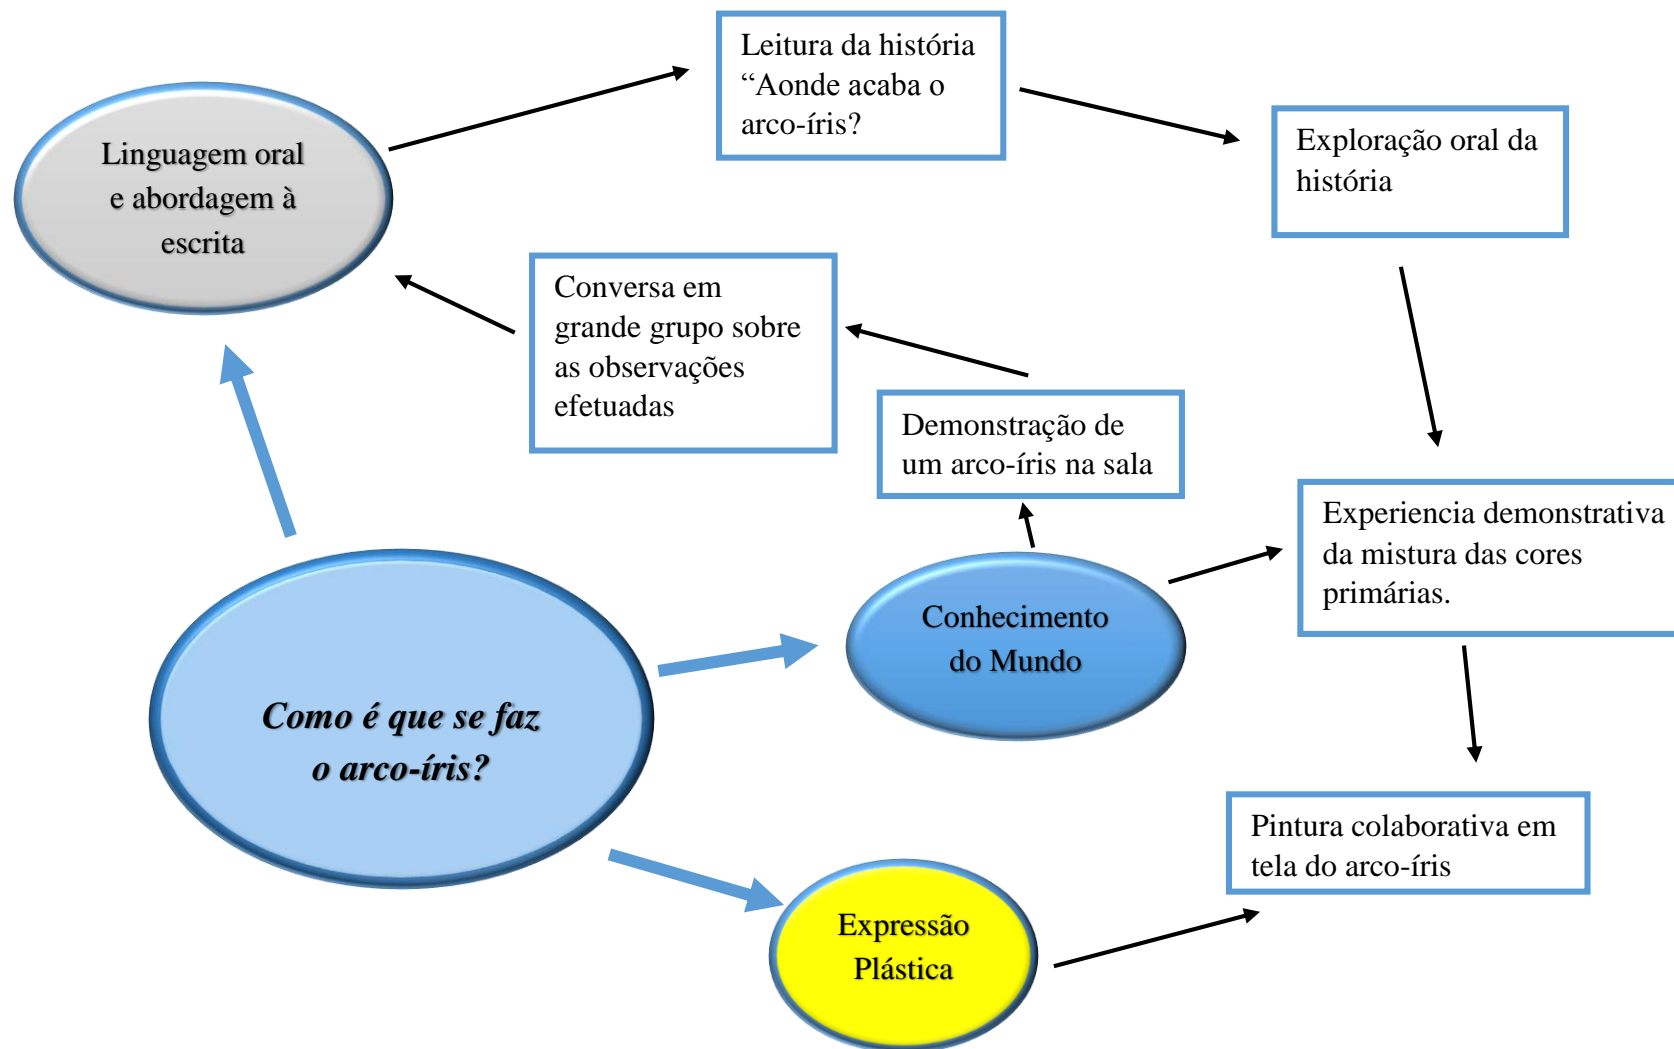 Leitura da história
“Aonde acaba o
arco-íris?
Linguagem oral
e abordagem à
escrita
Exploração oral da
história
Conversa em
grande grupo sobre
as observações
efetuadas
Demonstração de
um arco-íris na sala
Experiencia demonstrativa
da mistura das cores
primárias.
Conhecimento
do Mundo
Como é que se faz
o arco-íris?
Pintura colaborativa em
tela do arco-íris
Expressão
Plástica